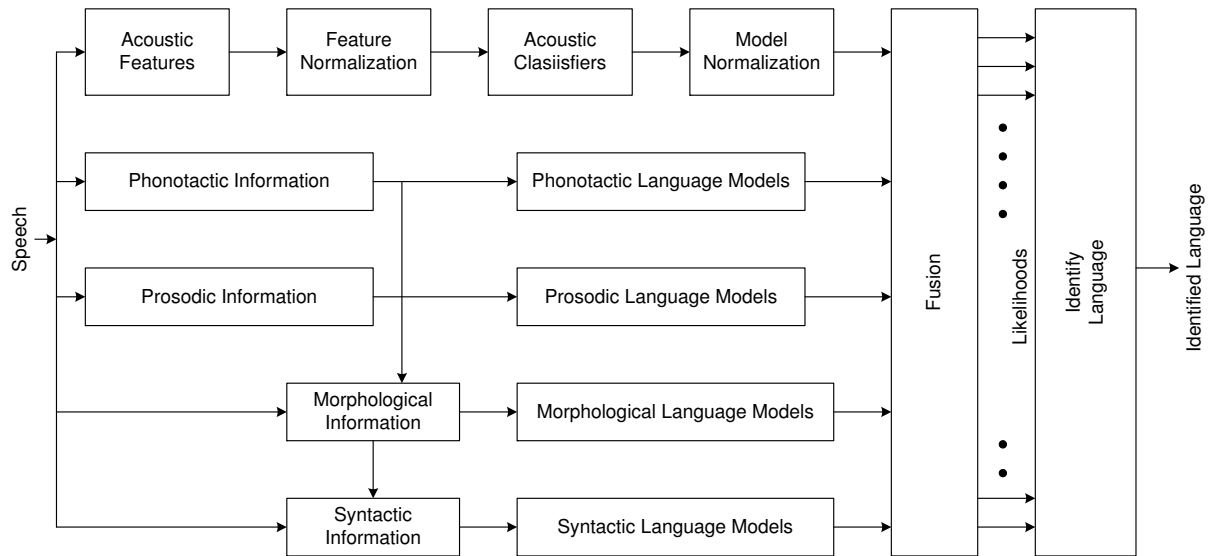 Acoustic
Features
Feature
Normalization
Acoustic
Clasiisfiers
Model
Normalization
Phonotactic Information
Phonotactic Language Models
Speech
Prosodic Information
Prosodic Language Models
Morphological
Information
Morphological Language Models
Syntactic
Information
Syntactic Language Models
Fusion
Likelihoods
Identify
Language
Identified Language